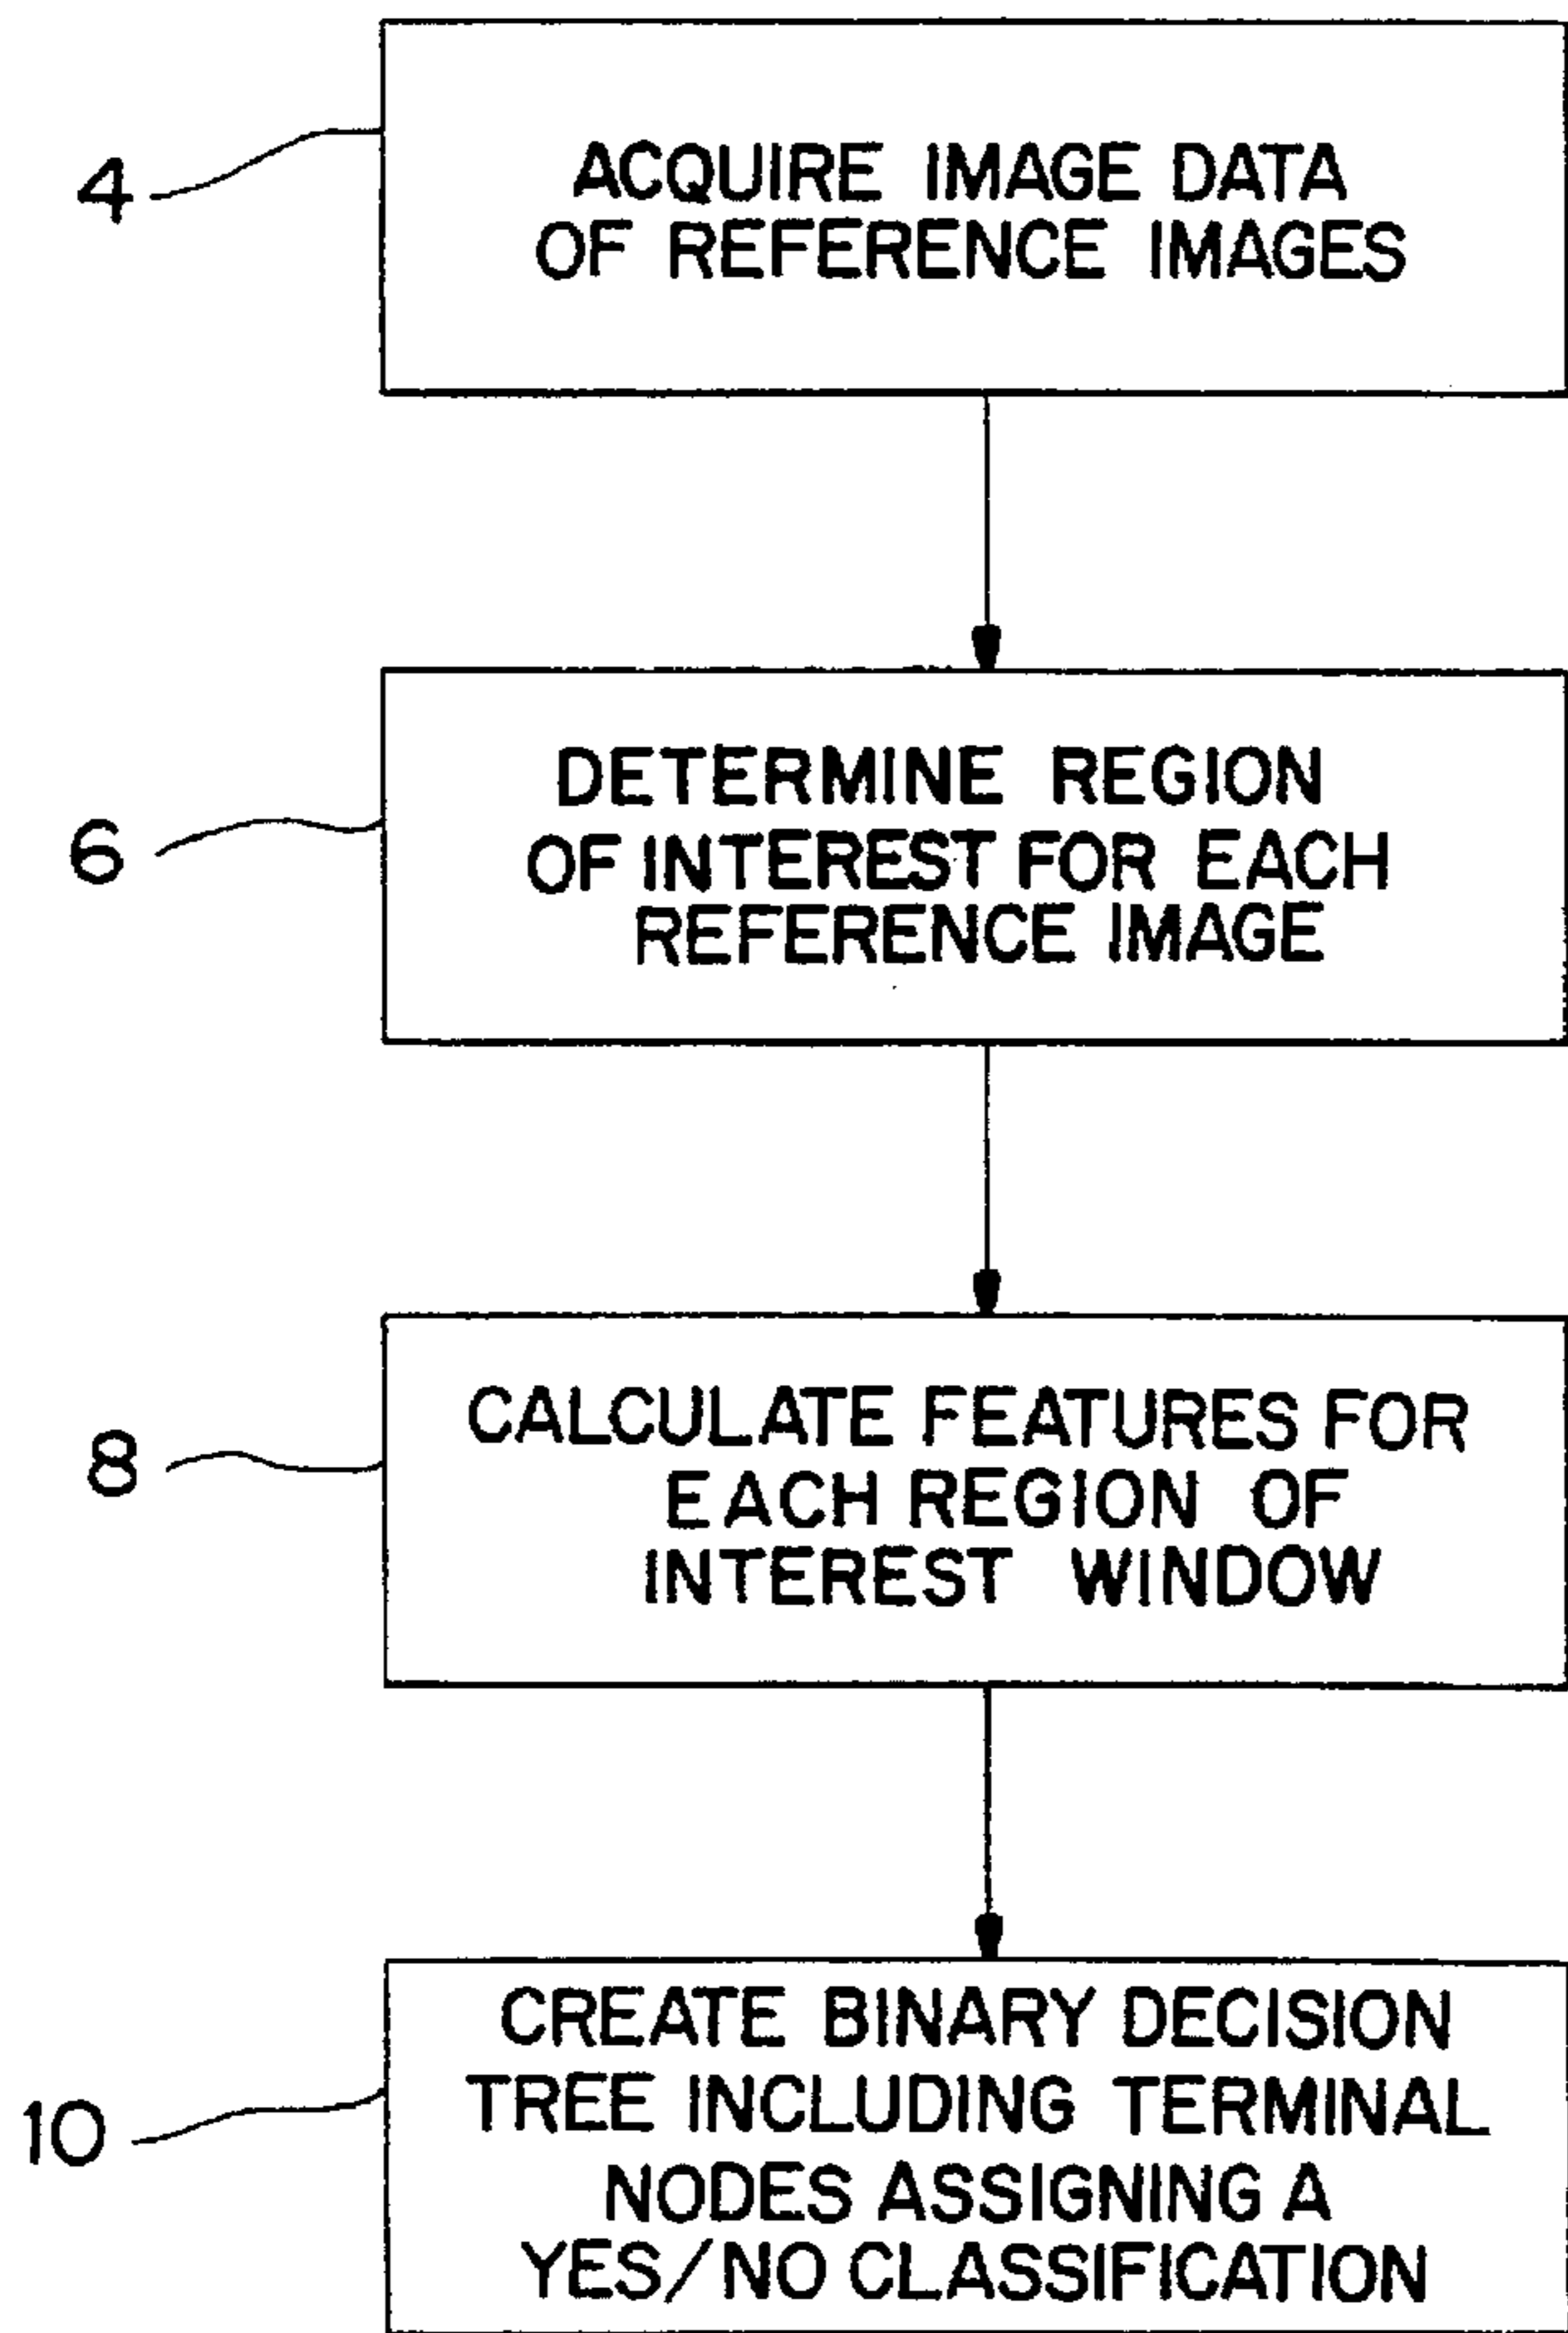 4
ACQUIRE IMAGE DATA
OF REFERENCE IMAGES
6
DETERMINE REGION
OF INTEREST FOR EACH
REFERENCE IMAGE
8
CALCULATE FEATURES FOR
EACH REGION OF
INTEREST WINDOW
10
CREATE BINARY DECISION
TREE INCLUDING TERMINAL
NODES ASSIGNING A
YES/NO CLASSIFICATION